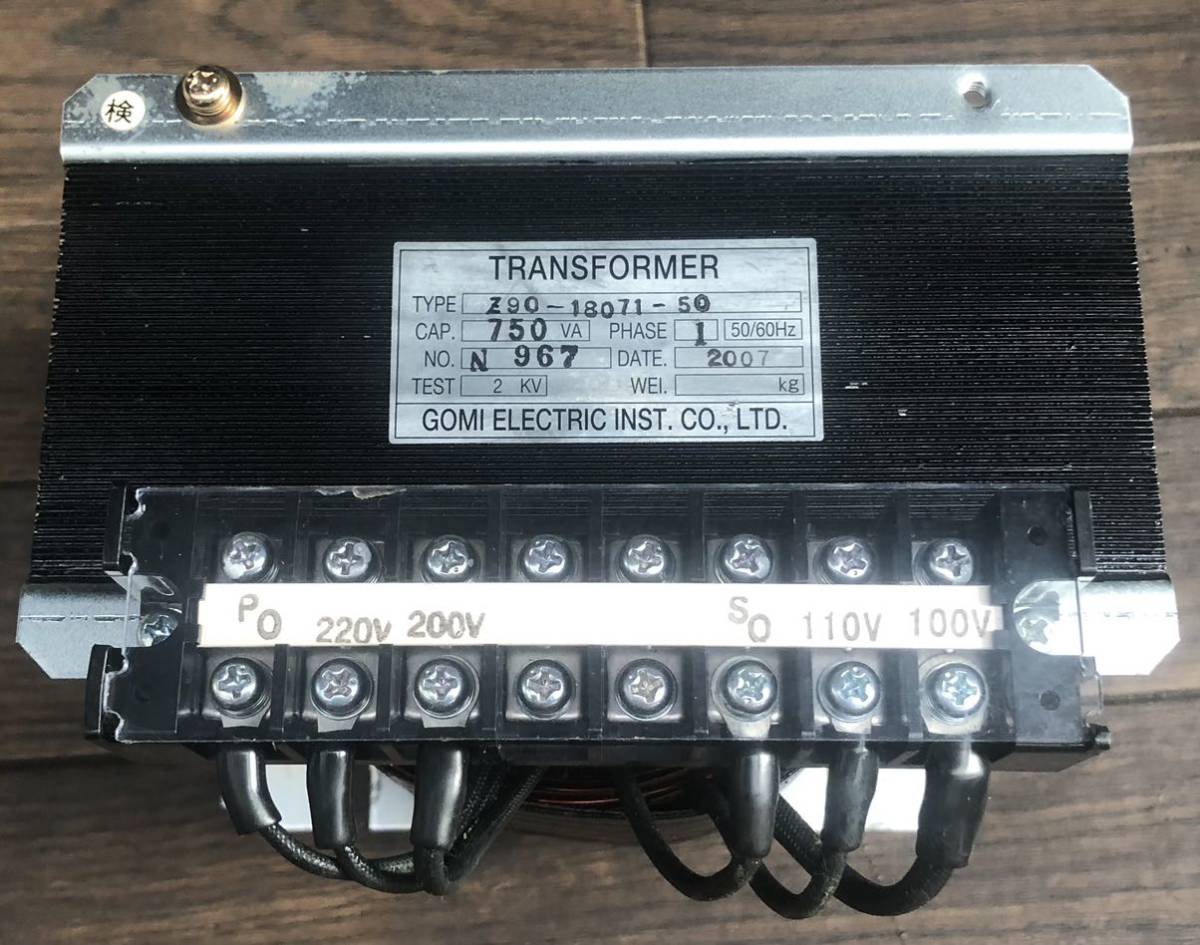 検
TRANSFORMER
TYPE Z90-18071-50
CAP. 750 VA PHASE 1 50/60Hz
NO. N 967 DATE. 2007
TEST 2 KV WEI. kg
GOMI ELECTRIC INST. CO., LTD.
PO 220V 200V SO 110V 100V